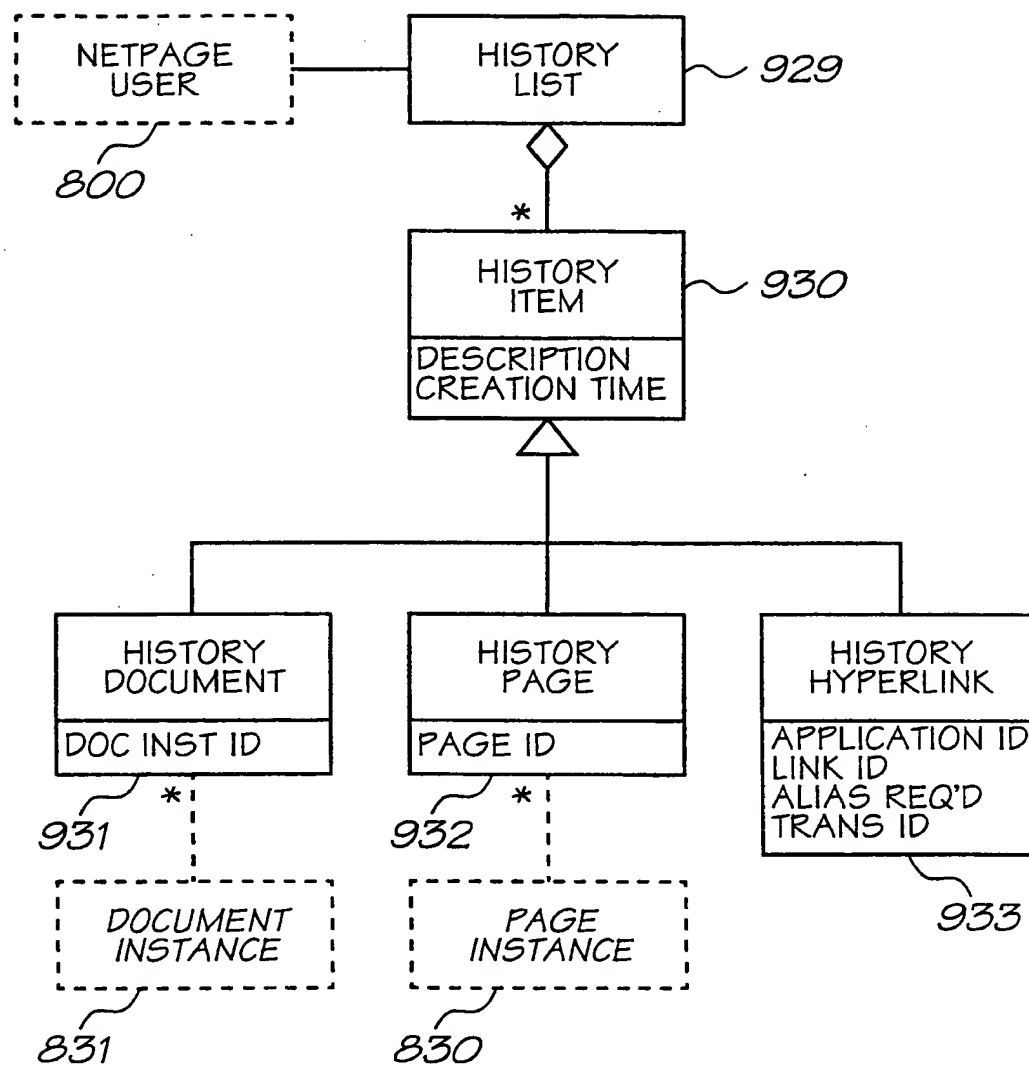 NETPAGE
USER
HISTORY
LIST
929
800
*
HISTORY
ITEM
930
DESCRIPTION
CREATION TIME
HISTORY
DOCUMENT
HISTORY
PAGE
HISTORY
HYPERLINK
DOC INST ID
PAGE ID
APPLICATION ID
LINK ID
ALIAS REQ'D
TRANS ID
*
*
931
932
933
DOCUMENT
INSTANCE
PAGE
INSTANCE
831
830